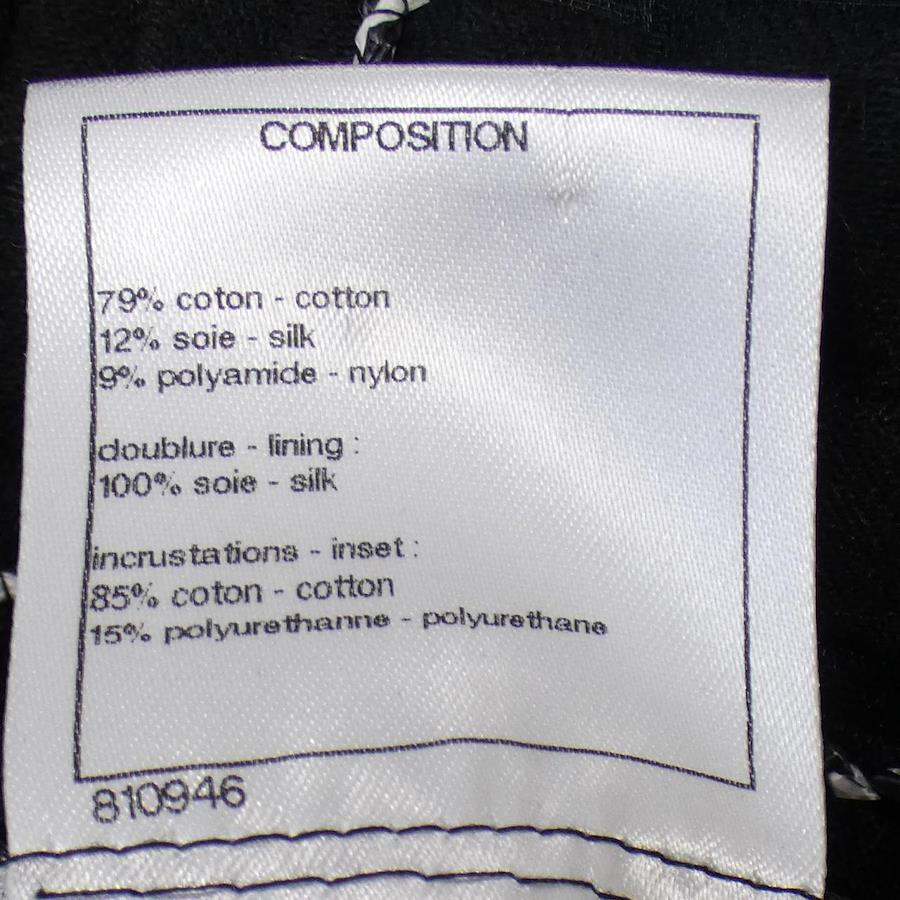 COMPOSITION
79% coton - cotton
12% soie - silk
9% polyamide - nylon
doublure - lining :
100% soie - silk
incrustations - inset :
85% coton - cotton
15% polyurethanne - polyurethane
810946